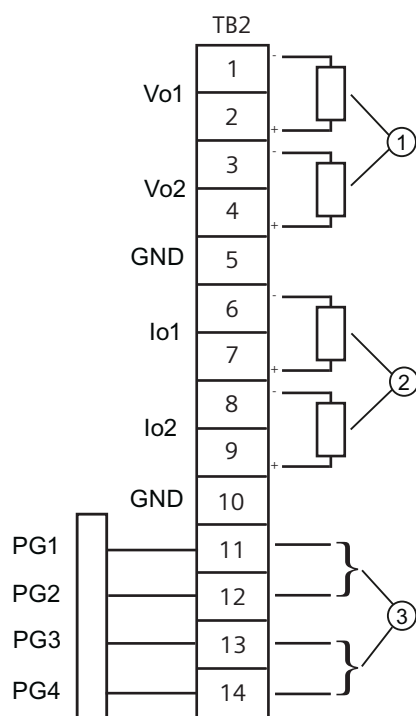 TB2
1 -
Vo1
2 +
①
3 -
Vo2
4 +
GND 5
6 -
Io1
7 +
②
8 -
Io2
9 +
GND 10
PG1 11
PG2 12
③
PG3 13
PG4 14